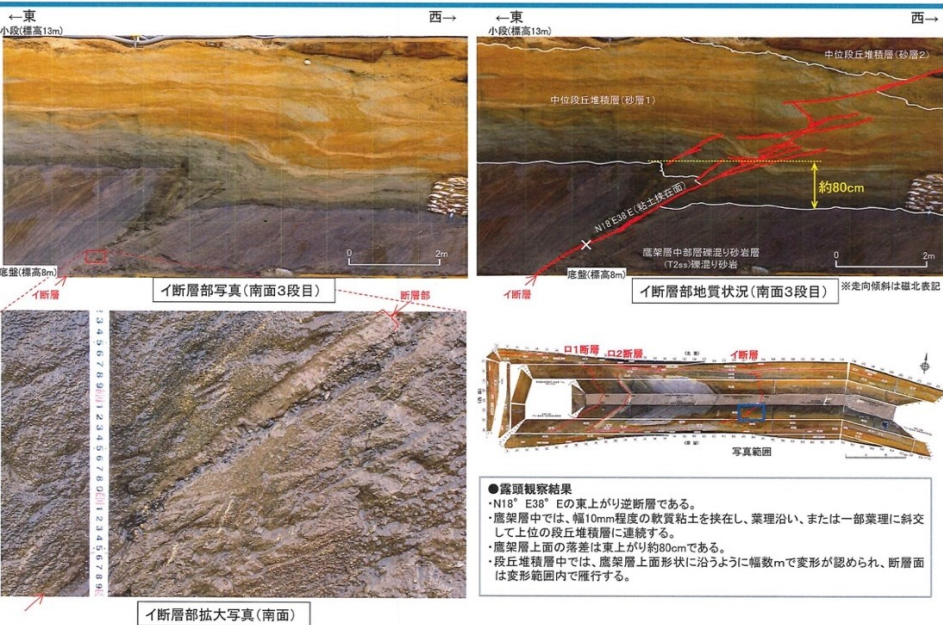 ←東
西→
小段(標高13m)
底盤(標高8m)
イ断層
0
2m
イ断層部写真(南面3段目)
断層部
イ断層部拡大写真(南面)
←東
西→
小段(標高13m)
中位段丘堆積層(砂層2)
中位段丘堆積層(砂層1)
約80cm
N18°E38°E(粘土挟在面)
鷹架層中部層礫混り砂岩層
(T2ss)礫混り砂岩
0
2m
底盤(標高8m)
イ断層
イ断層部地質状況(南面3段目)
※走向傾斜は磁北表記
ロ1断層
ロ2断層
イ断層
写真範囲
●露頭観察結果
・N18°E38°Eの東上がり逆断層である。
・鷹架層中では、幅10mm程度の軟質粘土を挟在し、葉理沿い、または一部葉理に斜交
して上位の段丘堆積層に連続する。
・鷹架層上面の落差は東上がり約80cmである。
・段丘堆積層中では、鷹架層上面形状に沿うように幅数mで変形が認められ、断層面
は変形範囲内で雁行する。